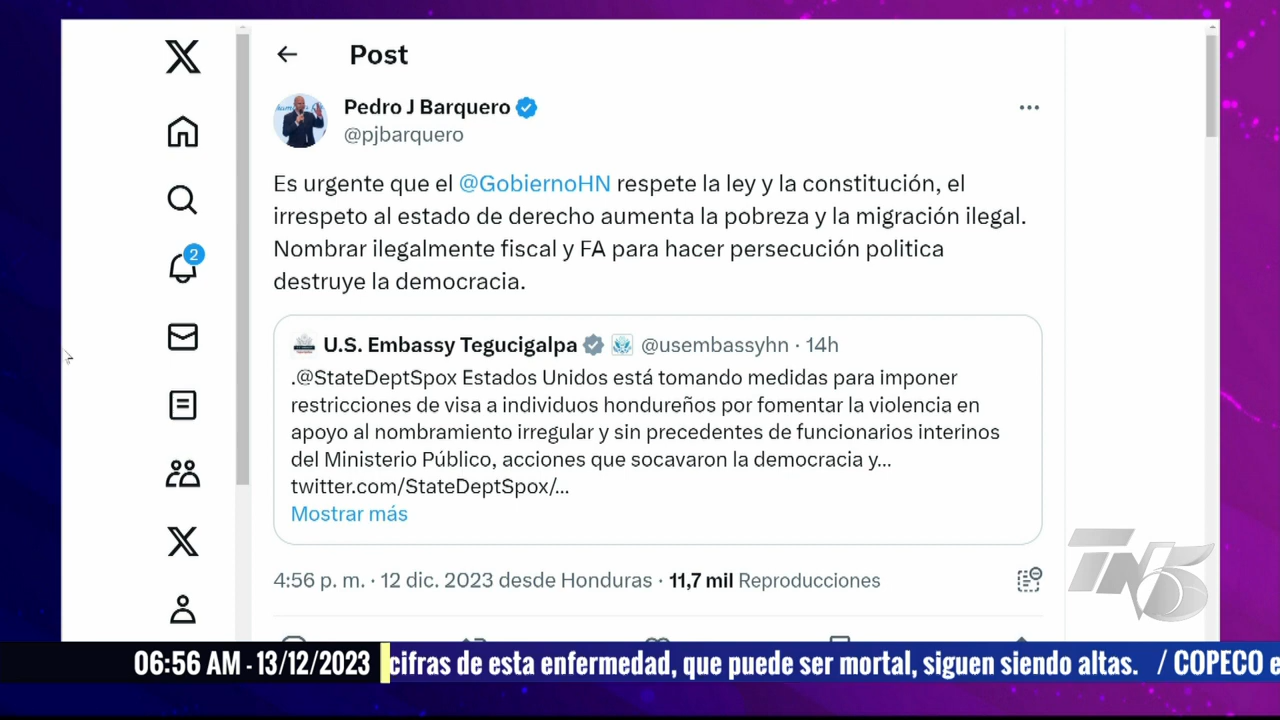 Post
Pedro J Barquero
@pjbarquero
Es urgente que el @GobiernoHN respete la ley y la constitución, el
irrespeto al estado de derecho aumenta la pobreza y la migración ilegal.
Nombrar ilegalmente fiscal y FA para hacer persecución politica
destruye la democracia.
2
U.S. Embassy Tegucigalpa @usembassyhn · 14h
.@StateDeptSpox Estados Unidos está tomando medidas para imponer
restricciones de visa a individuos hondureños por fomentar la violencia en
apoyo al nombramiento irregular y sin precedentes de funcionarios interinos
del Ministerio Público, acciones que socavaron la democracia y...
twitter.com/StateDeptSpox/...
Mostrar más
4:56 p. m. · 12 dic. 2023 desde Honduras · 11,7 mil Reproducciones
TN5
06:56 AM - 13/12/2023 cifras de esta enfermedad, que puede ser mortal, siguen siendo altas. / COPECO e